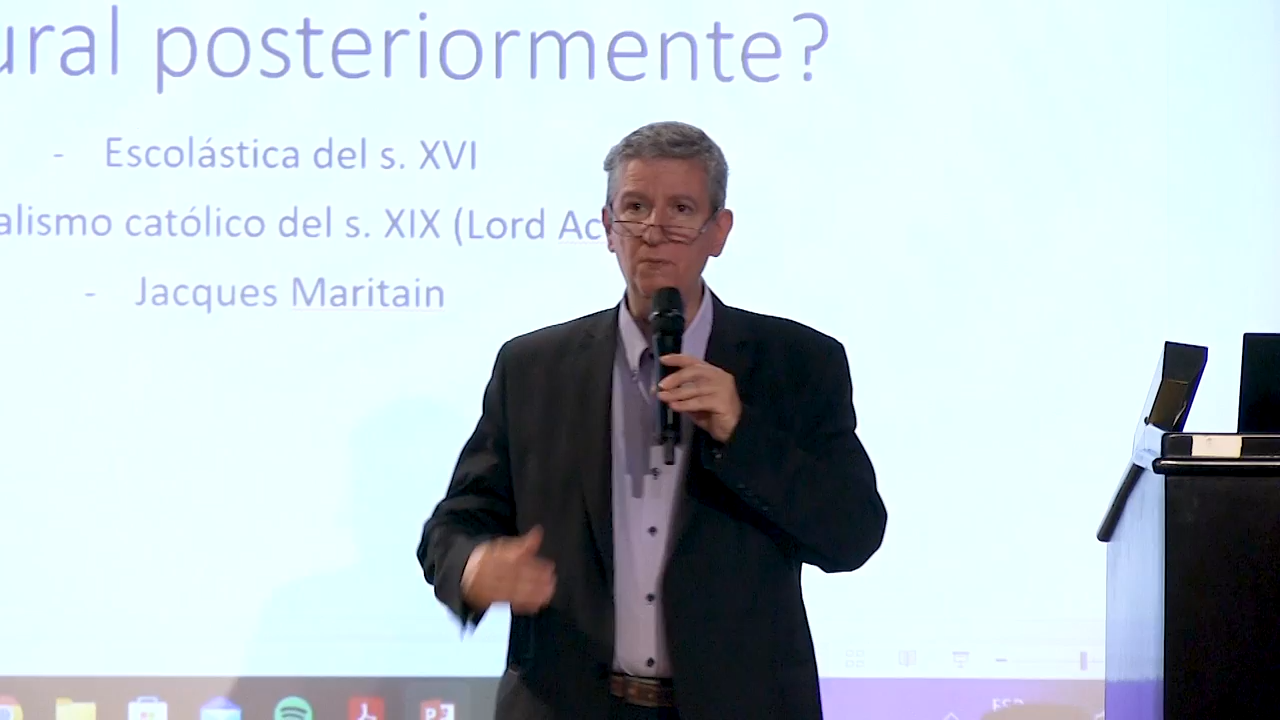 ural posteriormente?
- Escolástica del s. XVI
alismo católico del s. XIX (Lord Ac
- Jacques Maritain